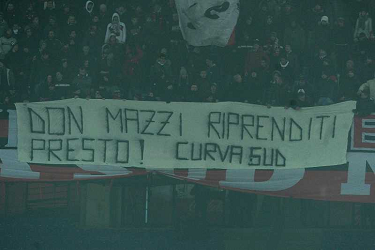 DON MAZZI RIPRENDITI
PRESTO! CURVA SUD